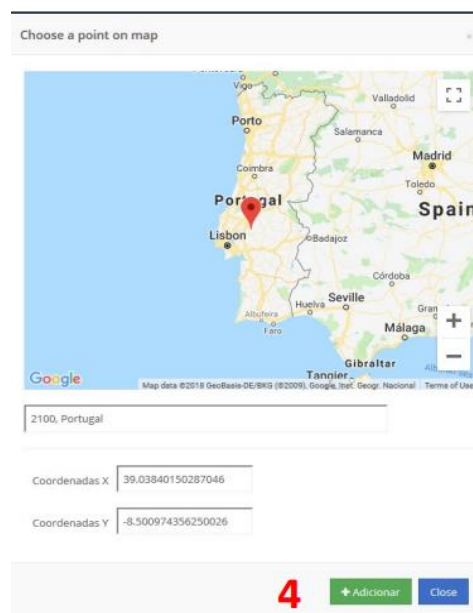 Choose a point on map
Vigo
Valladolid
Porto
Salamanca
Madrid
Coimbra
Toledo
Portugal
Spain
Lisbon
Badajoz
Córdoba
Huelva
Seville
Albufeira
Faro
Málaga
Gibraltar
Tangier
Google
Map data ©2018 GeoBasis-DE/BKG (©2009), Google, Inst. Geogr. Nacional
Terms of Use
2100, Portugal
Coordenadas X 39.03840150287046
Coordenadas Y -8.500974356250026
4
+ Adicionar
Close